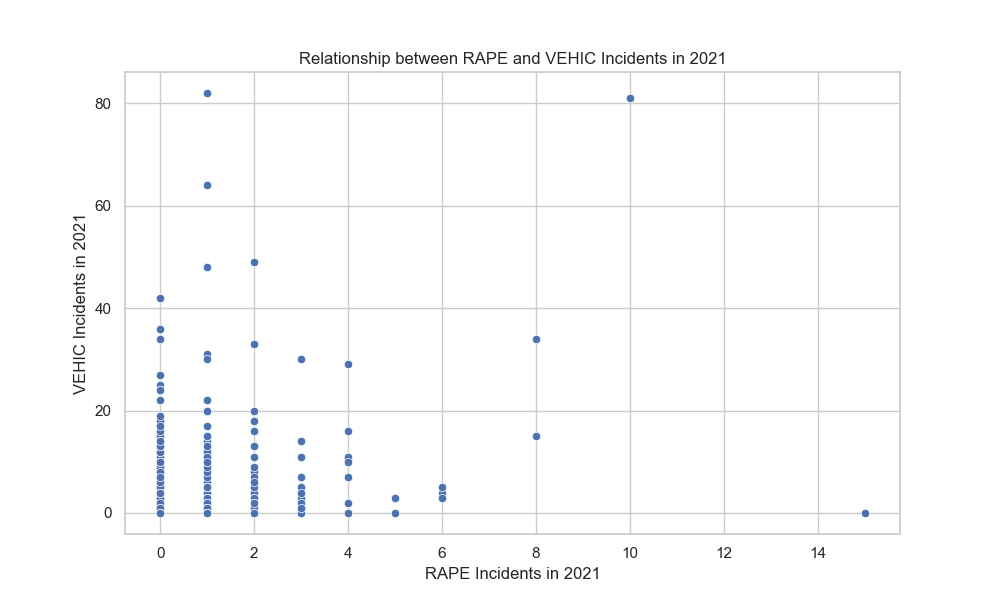 Relationship between RAPE and VEHIC Incidents in 2021
VEHIC Incidents in 2021
80
60
40
20
0
0 2 4 6 8 10 12 14
RAPE Incidents in 2021